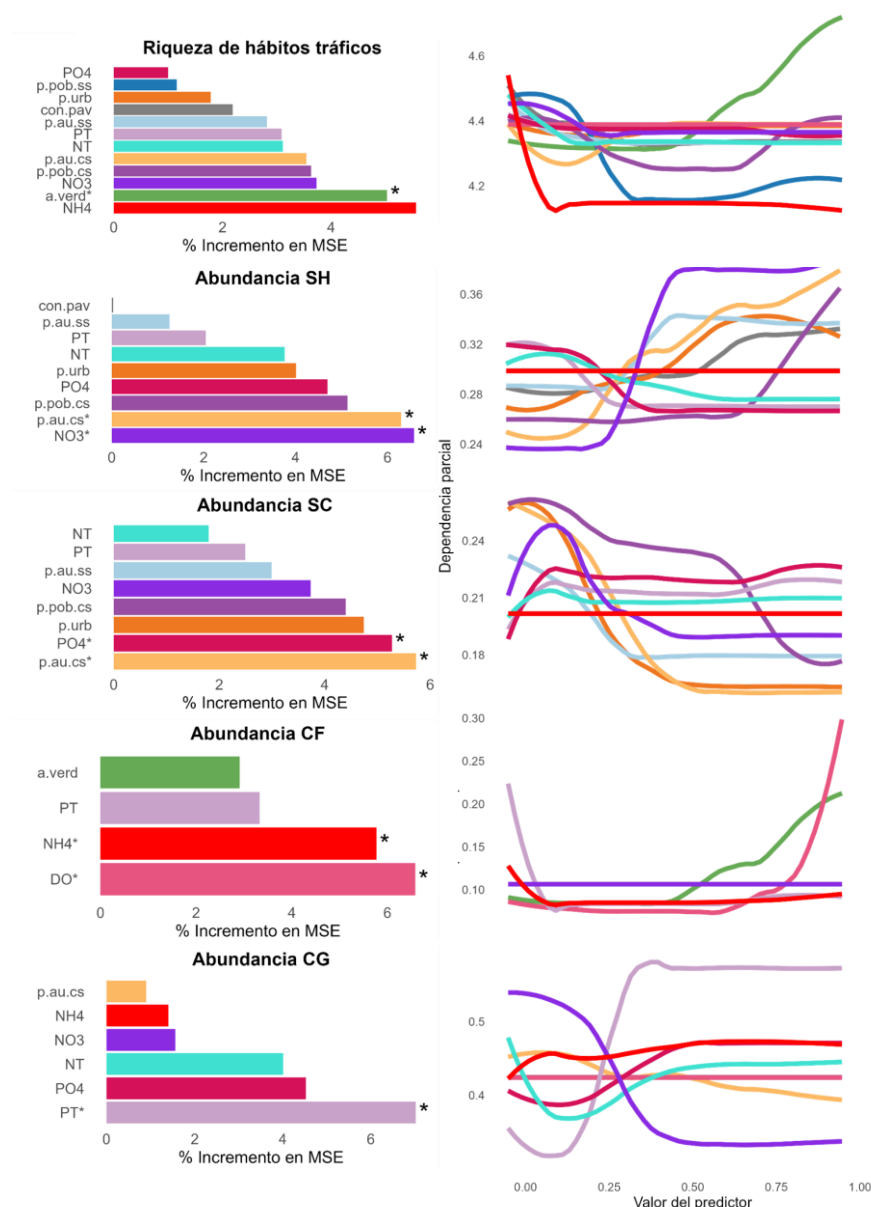 Riqueza de hábitos tráficos
PO4
p.pob.ss
p.urb
con.pav
p.au.ss
PT
NT
p.au.cs
p.pob.cs
NO3
a.verd*
*
NH4
0 2 4
% Incremento en MSE
4.6
4.4
4.2
Abundancia SH
con.pav
p.au.ss
PT
NT
p.urb
PO4
p.pob.cs
p.au.cs*
*
NO3*
*
0 2 4 6
% Incremento en MSE
0.36
0.32
0.28
0.24
Dependencia parcial
Abundancia SC
NT
PT
p.au.ss
NO3
p.pob.cs
p.urb
PO4*
*
p.au.cs*
*
0 2 4 6
% Incremento en MSE
0.24
0.21
0.18
Abundancia CF
a.verd
PT
NH4*
*
DO*
*
0 2 4 6
% Incremento en MSE
0.30
0.25
0.20
0.15
0.10
Abundancia CG
p.au.cs
NH4
NO3
NT
PO4
PT*
*
0 2 4 6
% Incremento en MSE
0.5
0.4
0.00 0.25 0.50 0.75 1.00
Valor del predictor